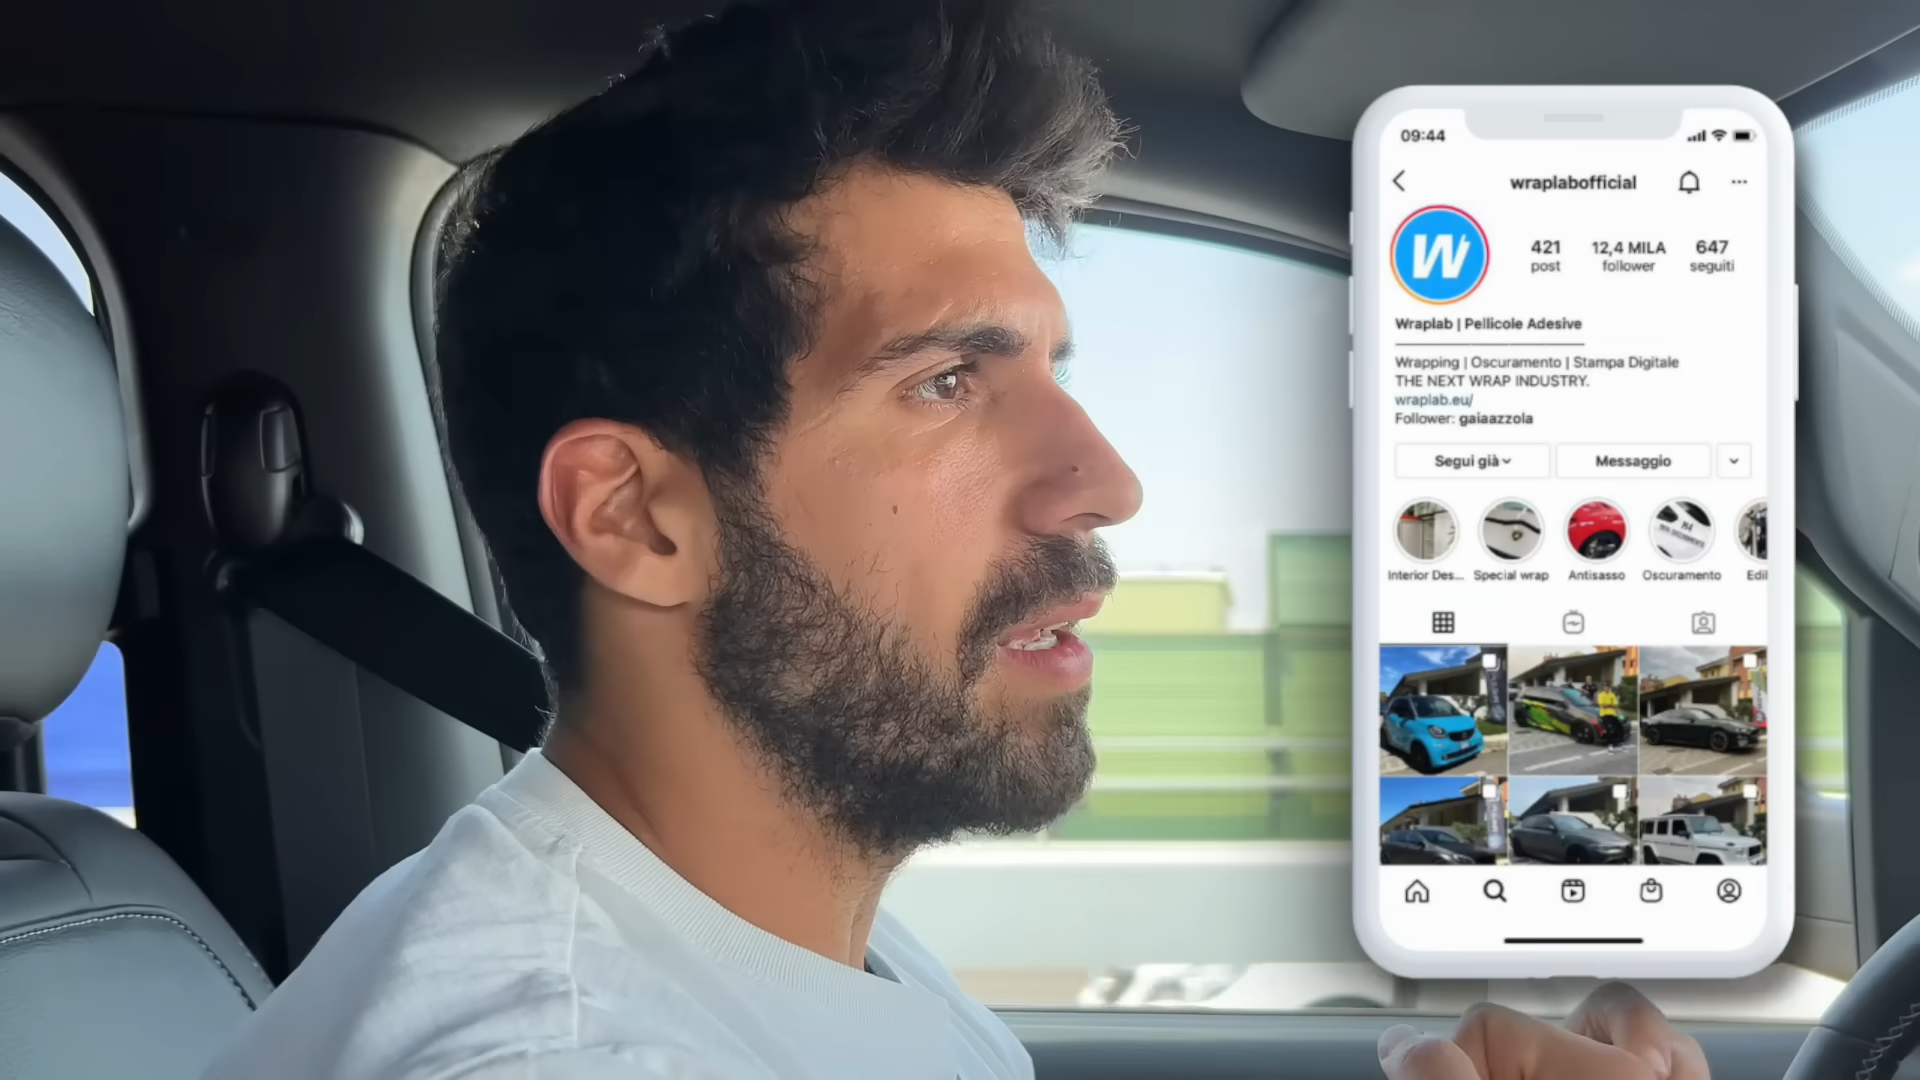 09:44
wraplabofficial
W
421
12,4 MILA
647
post
follower
seguiti
Wraplab | Pellicole Adesive
Wrapping | Oscuramento | Stampa Digitale
THE NEXT WRAP INDUSTRY.
wraplab.eu/
Follower: gaiaazzola
Segui già
Messaggio
Interior Des...
Special wrap
Antisasso
Oscuramento
Edil